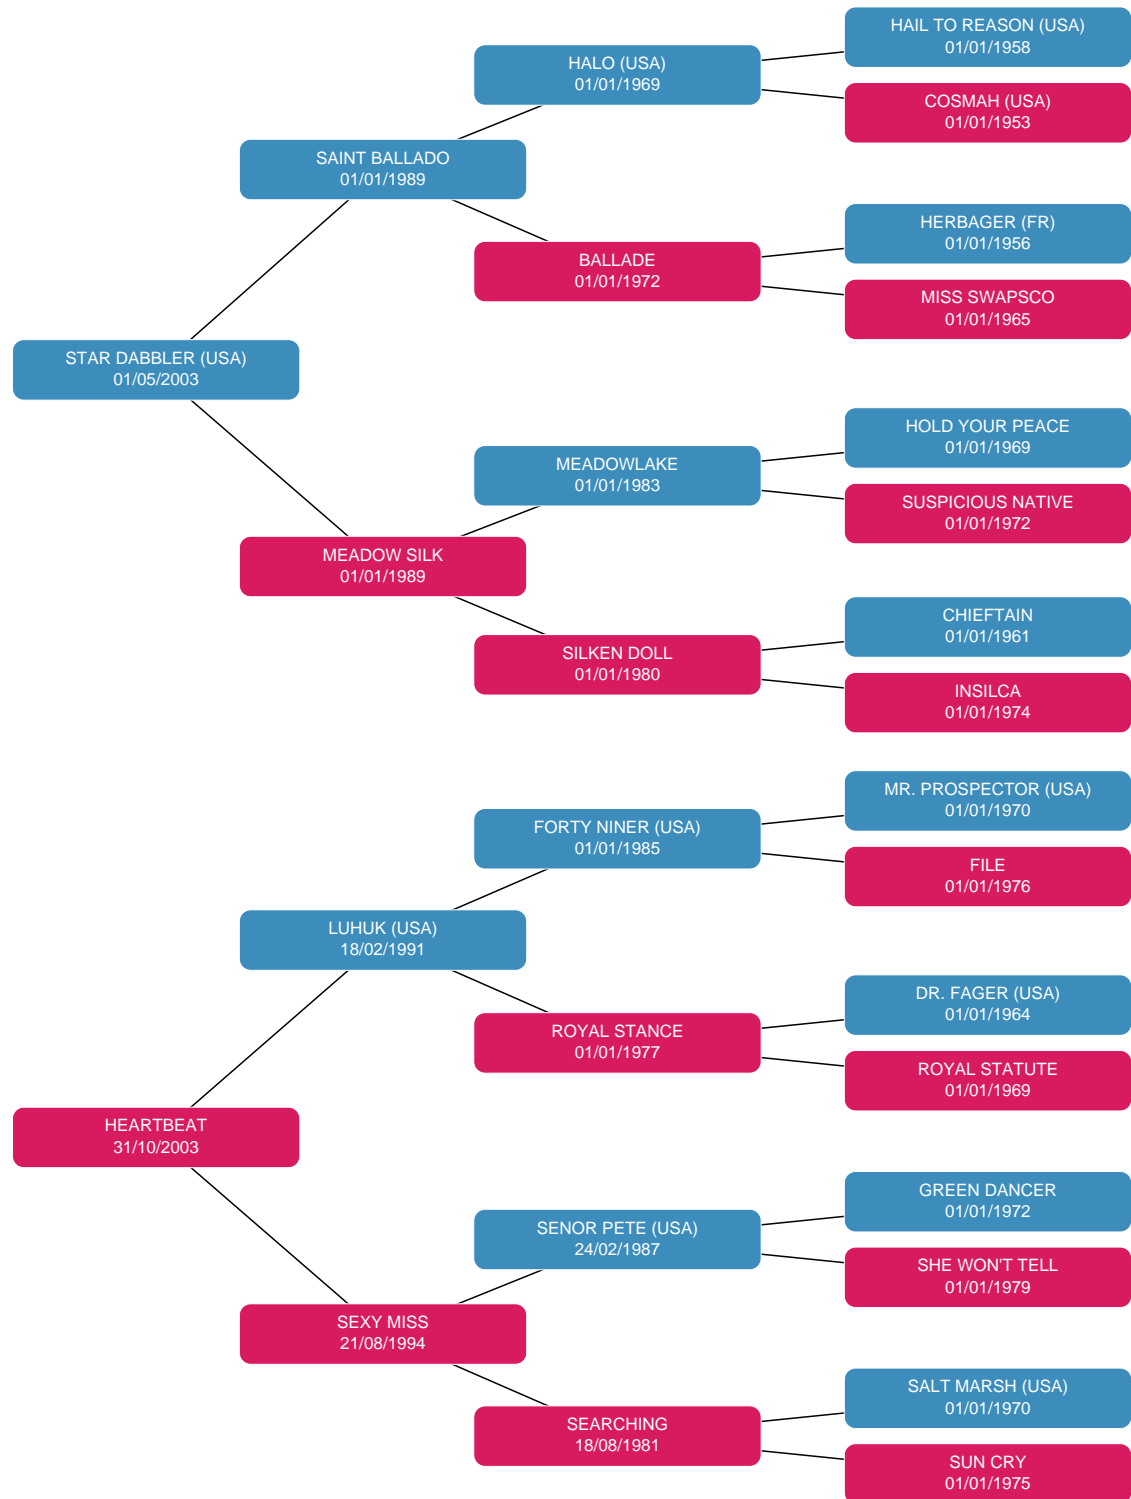 HAIL TO REASON (USA)
01/01/1958
HALO (USA)
01/01/1969
COSMAH (USA)
01/01/1953
SAINT BALLADO
01/01/1989
HERBAGER (FR)
01/01/1956
BALLADE
01/01/1972
MISS SWAPSCO
01/01/1965
STAR DABBLER (USA)
01/05/2003
HOLD YOUR PEACE
01/01/1969
MEADOWLAKE
01/01/1983
SUSPICIOUS NATIVE
01/01/1972
MEADOW SILK
01/01/1989
CHIEFTAIN
01/01/1961
SILKEN DOLL
01/01/1980
INSILCA
01/01/1974
MR. PROSPECTOR (USA)
01/01/1970
FORTY NINER (USA)
01/01/1985
FILE
01/01/1976
LUHUK (USA)
18/02/1991
DR. FAGER (USA)
01/01/1964
ROYAL STANCE
01/01/1977
ROYAL STATUTE
01/01/1969
HEARTBEAT
31/10/2003
GREEN DANCER
01/01/1972
SENOR PETE (USA)
24/02/1987
SHE WON'T TELL
01/01/1979
SEXY MISS
21/08/1994
SALT MARSH (USA)
01/01/1970
SEARCHING
18/08/1981
SUN CRY
01/01/1975